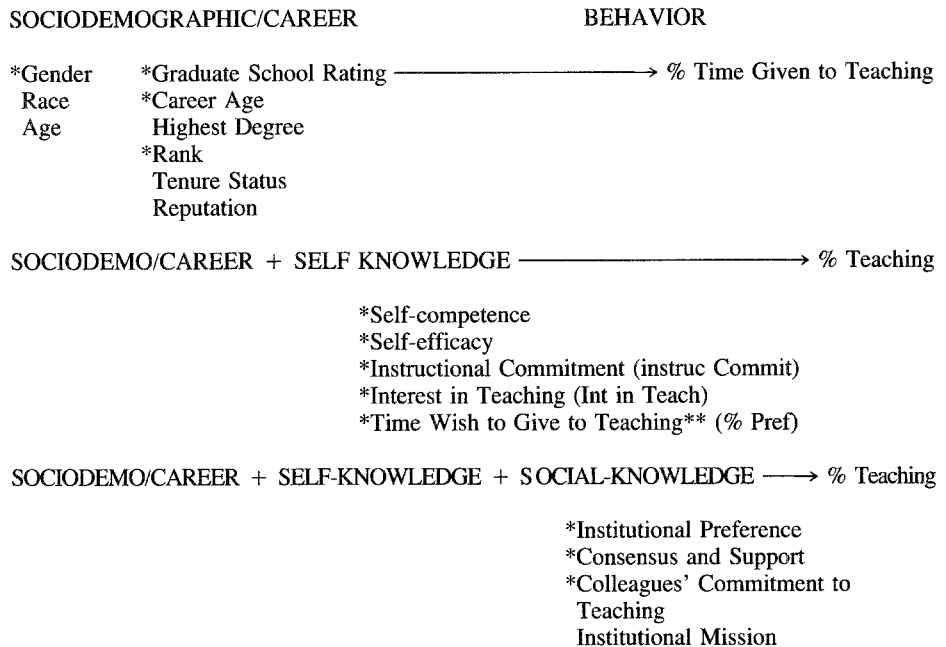 SOCIODEMOGRAPHIC/CAREER BEHAVIOR
*Gender *Graduate School Rating ⟶ % Time Given to Teaching
Race *Career Age
Age Highest Degree
*Rank
Tenure Status
Reputation
SOCIODEMO/CAREER + SELF KNOWLEDGE ⟶ % Teaching
*Self-competence
*Self-efficacy
*Instructional Commitment (instruc Commit)
*Interest in Teaching (Int in Teach)
*Time Wish to Give to Teaching** (% Pref)
SOCIODEMO/CAREER + SELF-KNOWLEDGE + SOCIAL-KNOWLEDGE ⟶ % Teaching
*Institutional Preference
*Consensus and Support
*Colleagues' Commitment to
Teaching
Institutional Mission